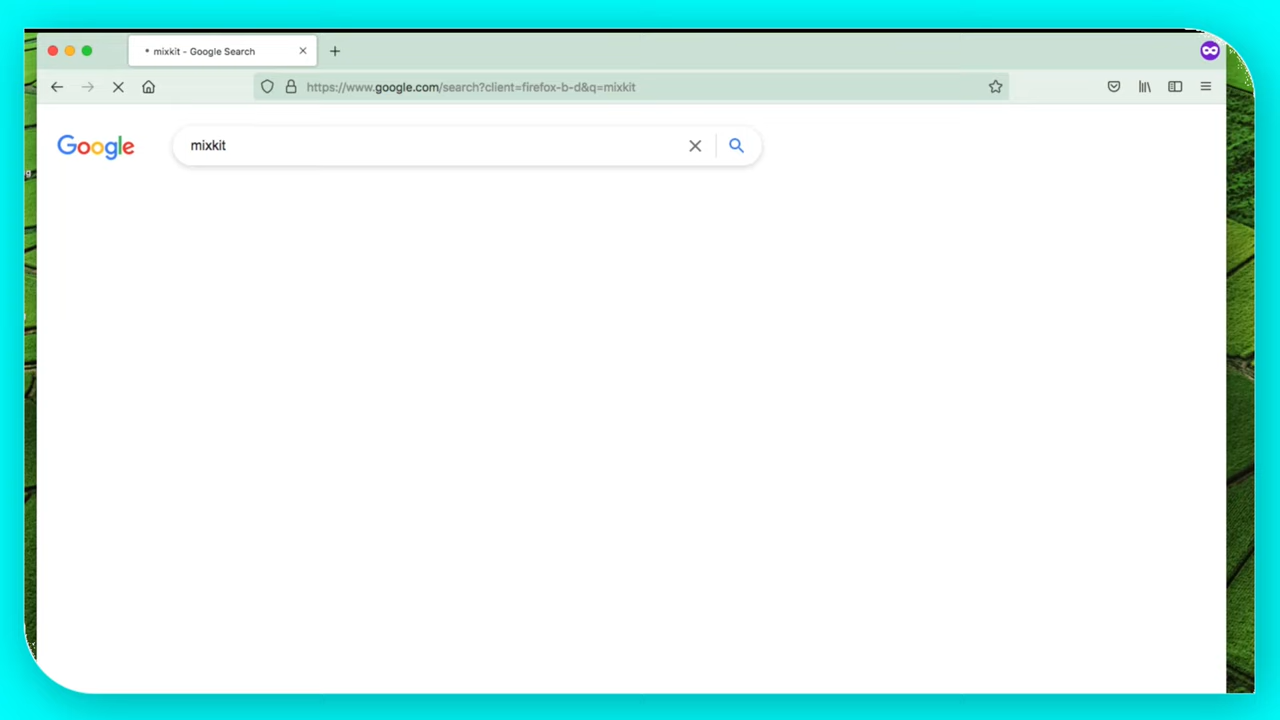 mixkit - Google Search
https://www.google.com/search?client=firefox-b-d&q=mixkit
Google
mixkit
g